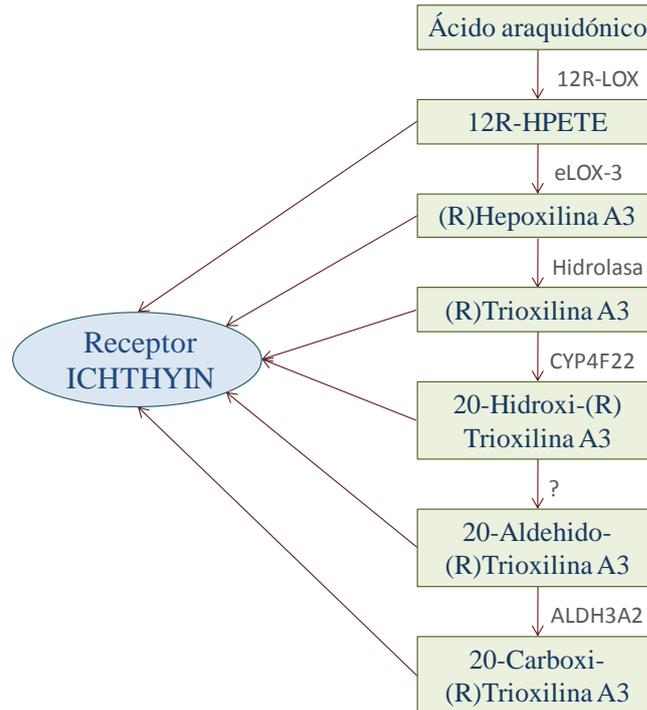 Ácido araquidónico
12R-LOX
12R-HPETE
eLOX-3
(R)Hepoxilina A3
Hidrolasa
(R)Trioxilina A3
Receptor
ICHTHYIN
CYP4F22
20-Hidroxi-(R)
Trioxilina A3
?
20-Aldehido-
(R)Trioxilina A3
ALDH3A2
20-Carboxi-
(R)Trioxilina A3